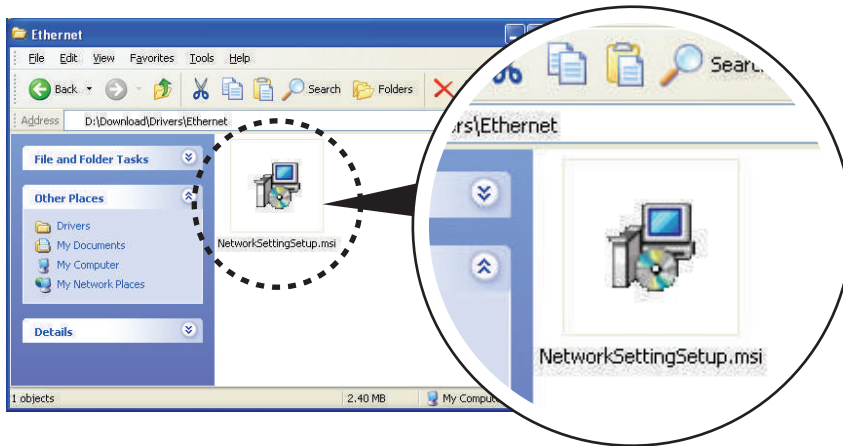 Ethernet
File Edit View Favorites Tools Help
Back Search Folders
Address D:\Download\Drivers\Ethernet
File and Folder Tasks
Other Places
Drivers
My Documents
My Computer
My Network Places
Details
NetworkSettingSetup.msi
1 objects 2.40 MB My Comput
Sear
rs\Ethernet
NetworkSettingSetup.msi